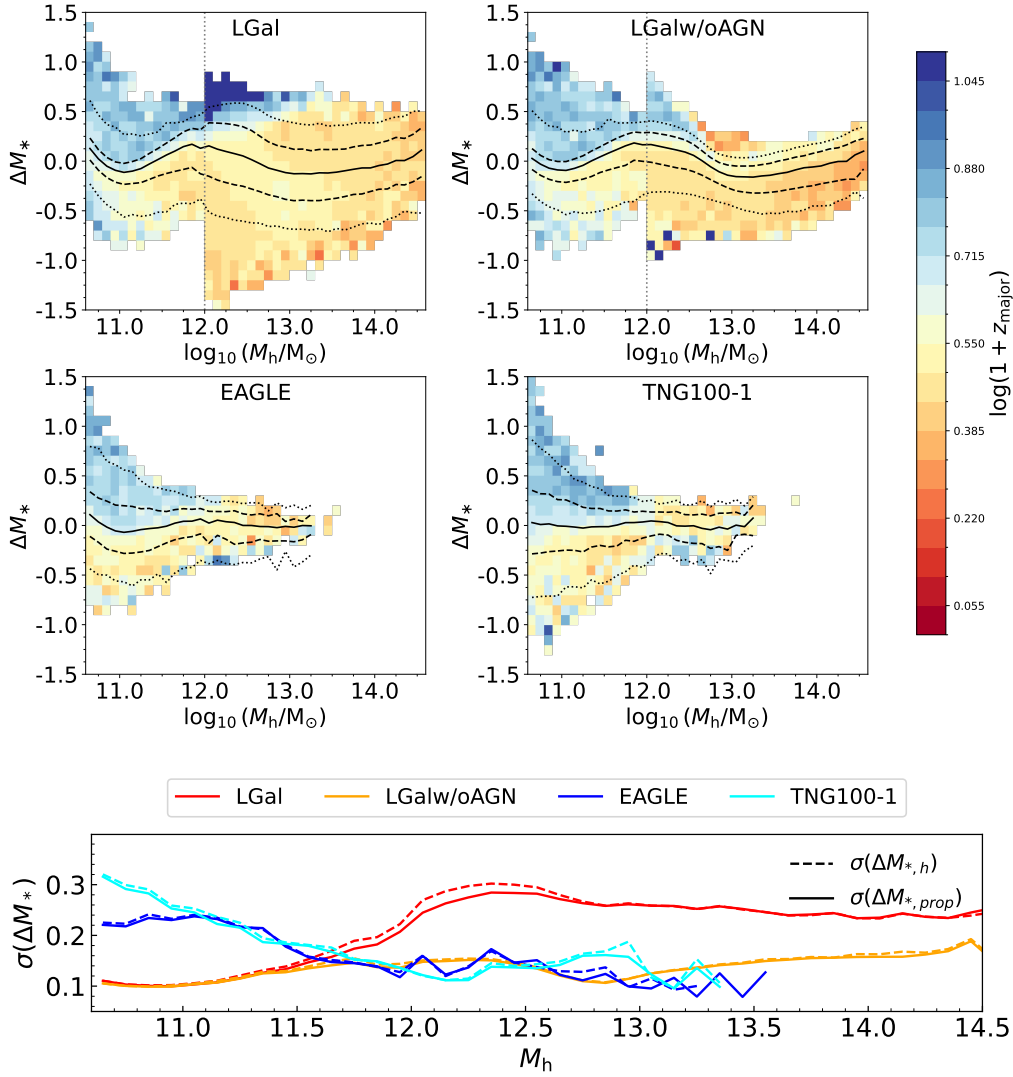 LGal
1.5
1.0
0.5
0.0
-0.5
-1.0
-1.5
ΔM*
11.0 12.0 13.0 14.0
log10 (Mh/M⊙)
LGalw/oAGN
1.5
1.0
0.5
0.0
-0.5
-1.0
-1.5
ΔM*
11.0 12.0 13.0 14.0
log10 (Mh/M⊙)
EAGLE
1.5
1.0
0.5
0.0
-0.5
-1.0
-1.5
ΔM*
11.0 12.0 13.0 14.0
log10 (Mh/M⊙)
TNG100-1
1.5
1.0
0.5
0.0
-0.5
-1.0
-1.5
ΔM*
11.0 12.0 13.0 14.0
log10 (Mh/M⊙)
1.045
0.880
0.715
0.550
0.385
0.220
0.055
log(1 + zmajor)
LGal LGalw/oAGN EAGLE TNG100-1
σ(ΔM*,h)
σ(ΔM*,prop)
0.3
0.2
0.1
σ(ΔM*)
11.0 11.5 12.0 12.5 13.0 13.5 14.0 14.5
Mh